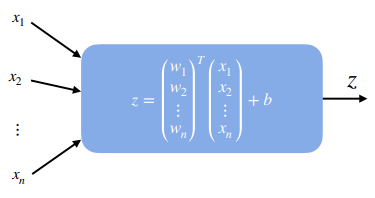 x₁
x₂
⋮
xₙ
z = (w₁ w₂ ⋮ wₙ)ᵀ (x₁ x₂ ⋮ xₙ) + b
z